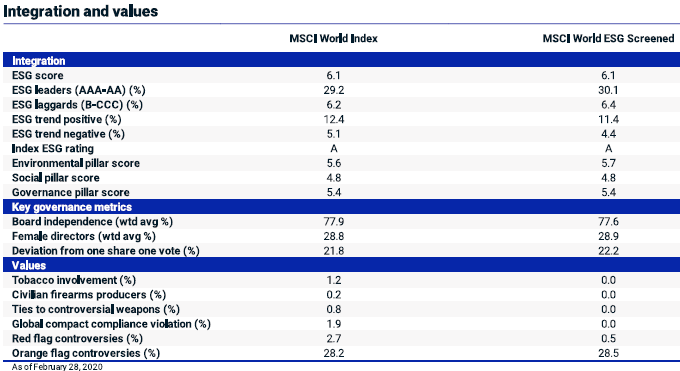 Integration and values
MSCI World Index MSCI World ESG Screened
Integration
ESG score 6.1 6.1
ESG leaders (AAA-AA) (%) 29.2 30.1
ESG laggards (B-CCC) (%) 6.2 6.4
ESG trend positive (%) 12.4 11.4
ESG trend negative (%) 5.1 4.4
Index ESG rating A A
Environmental pillar score 5.6 5.7
Social pillar score 4.8 4.8
Governance pillar score 5.4 5.4
Key governance metrics
Board independence (wtd avg %) 77.9 77.6
Female directors (wtd avg %) 28.8 28.9
Deviation from one share one vote (%) 21.8 22.2
Values
Tobacco involvement (%) 1.2 0.0
Civilian firearms producers (%) 0.2 0.0
Ties to controversial weapons (%) 0.8 0.0
Global compact compliance violation (%) 1.9 0.0
Red flag controversies (%) 2.7 0.5
Orange flag controversies (%) 28.2 28.5
As of February 28, 2020